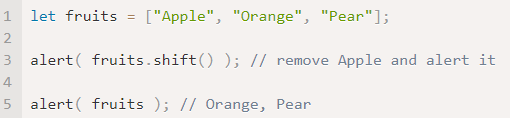 1 let fruits = ["Apple", "Orange", "Pear"];
2
3 alert( fruits.shift() ); // remove Apple and alert it
4
5 alert( fruits ); // Orange, Pear